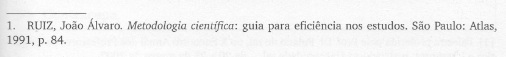 1. RUIZ, João Álvaro. Metodologia científica: guia para eficiência nos estudos. São Paulo: Atlas,
1991, p. 84.